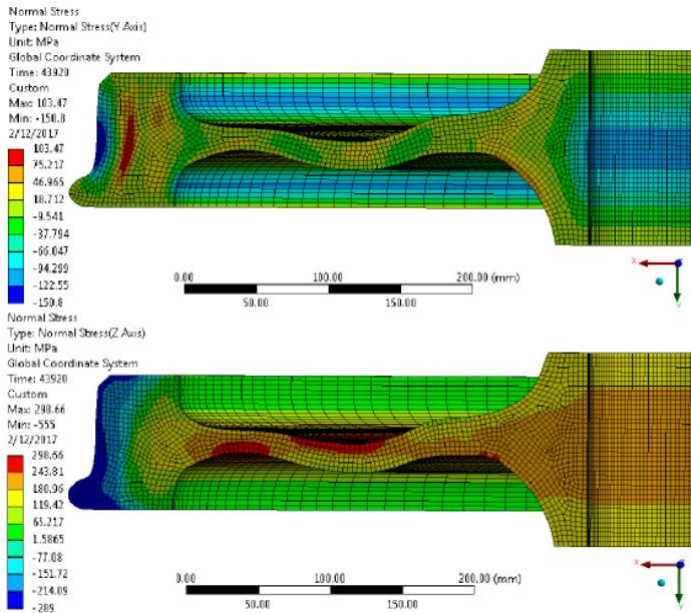 Normal Stress
Type: Normal Stress(Y Axis)
Unit: MPa
Global Coordinate System
Time: 43920
Custom
Max: 103.47
Min: -150.8
2/12/2017
103.47
75.217
46.965
18.712
-9.541
-37.794
-66.047
-94.299
-122.55
-150.8
0.00 100.00 200.00 (mm)
50.00 150.00
X
Y
Normal Stress
Type: Normal Stress(Z Axis)
Unit: MPa
Global Coordinate System
Time: 43920
Custom
Max: 298.66
Min: -555
2/12/2017
298.66
243.81
180.96
119.42
65.217
1.5865
-77.08
-151.72
-214.09
-289
0.00 100.00 200.00 (mm)
50.00 150.00
X
Y